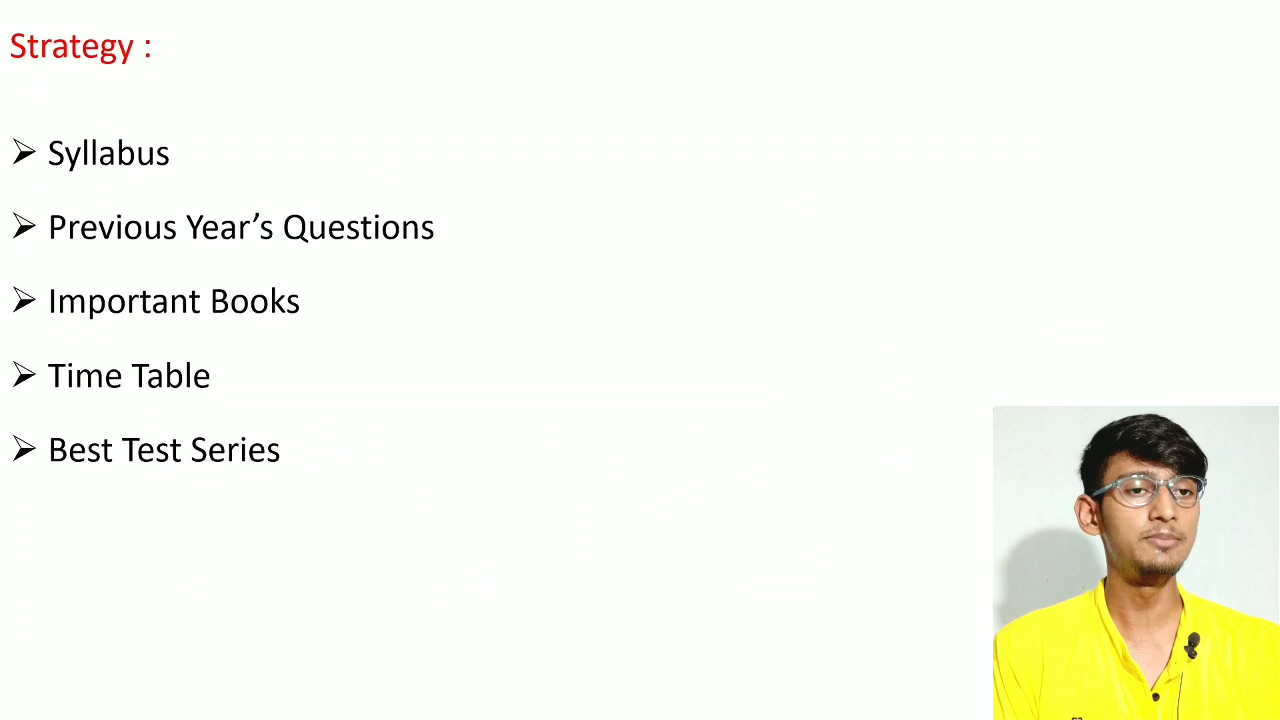 Strategy :
➢ Syllabus
➢ Previous Year’s Questions
➢ Important Books
➢ Time Table
➢ Best Test Series